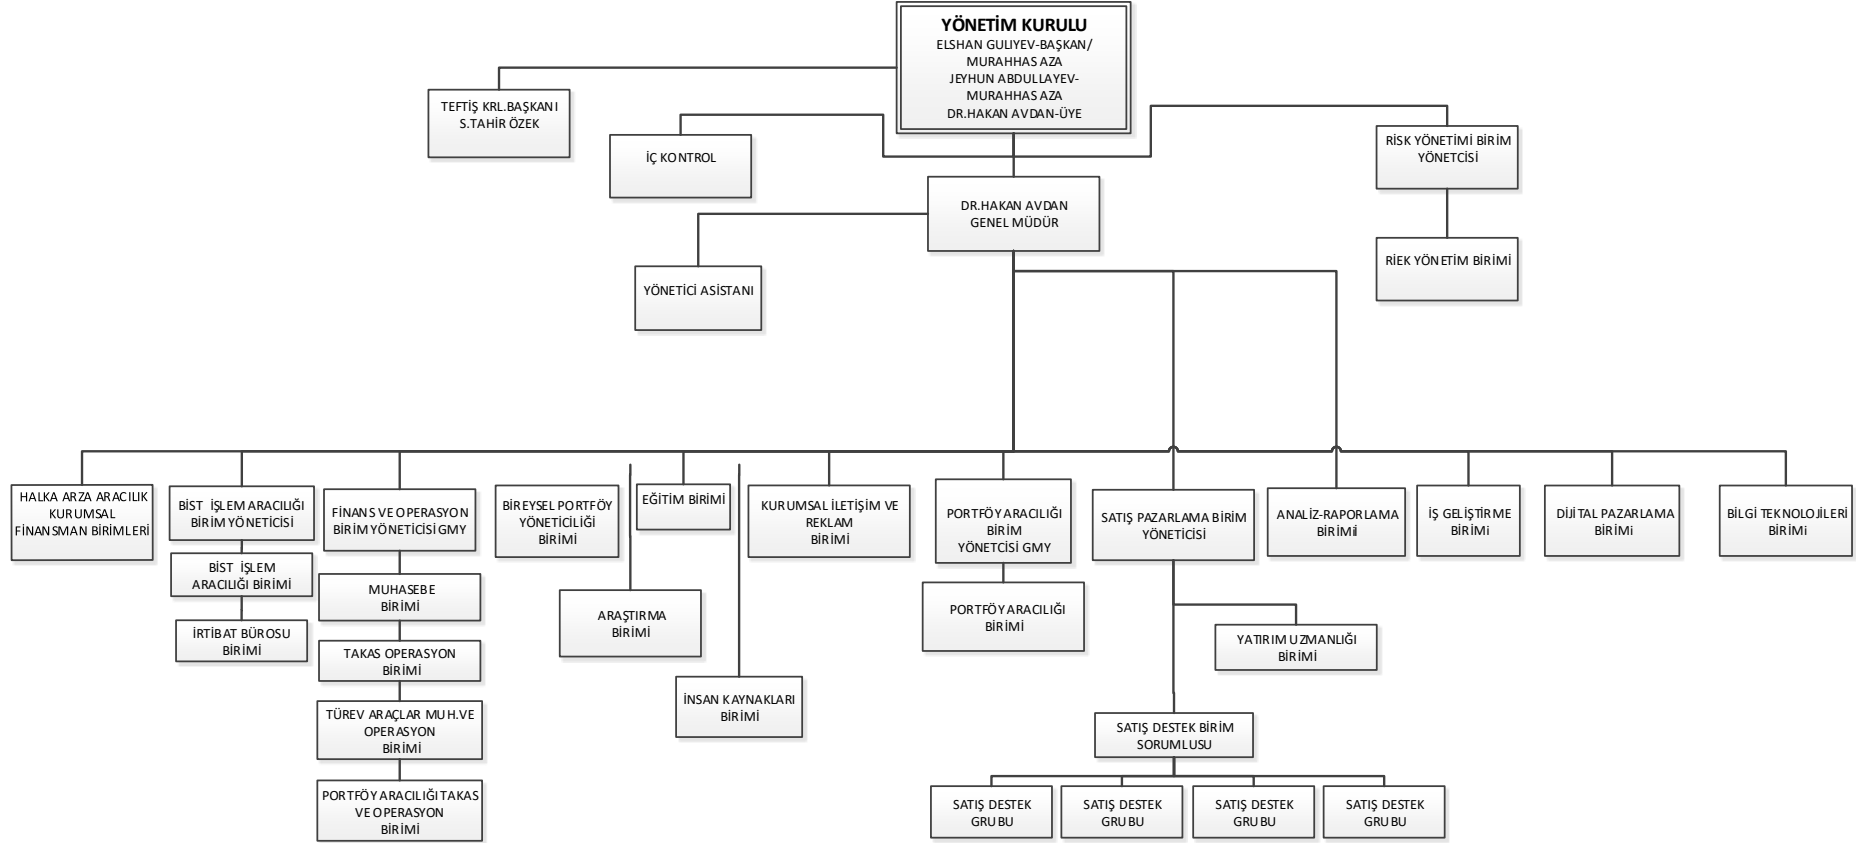 YÖNETİM KURULU
ELSHAN GULIYEV-BAŞKAN/
MURAHHAS AZA
JEYHUN ABDULLAYEV-
MURAHHAS AZA
DR.HAKAN AVDAN-ÜYE
TEFTİŞ KRL.BAŞKANI
S.TAHİR ÖZEK
İÇ KONTROL
RİSK YÖNETİMİ BİRİM
YÖNETCİSİ
DR.HAKAN AVDAN
GENEL MÜDÜR
RİEK YÖNETİM BİRİMİ
YÖNETİCİ ASİSTANI
HALKA ARZA ARACILIK
KURUMSAL
FİNANSMAN BİRİMLERİ
BİST İŞLEM ARACILIĞI
BİRİM YÖNETİCİSİ
BİST İŞLEM
ARACILIĞI BİRİMİ
İRTİBAT BÜROSU
BİRİMİ
FİNANS VE OPERASYON
BİRİM YÖNETİCİSİ GMY
MUHASEBE
BİRİMİ
TAKAS OPERASYON
BİRİMİ
TÜREV ARAÇLAR MUH.VE
OPERASYON
BİRİMİ
PORTFÖY ARACILIĞI TAKAS
VE OPERASYON
BİRİMİ
BİREYSEL PORTFÖY
YÖNETİCİLİĞİ
BİRİMİ
ARAŞTIRMA
BİRİMİ
EĞİTİM BİRİMİ
İNSAN KAYNAKLARI
BİRİMİ
KURUMSAL İLETİŞİM VE
REKLAM
BİRİMİ
PORTFÖY ARACILIĞI
BİRİM
YÖNETCİSİ GMY
PORTFÖY ARACILIĞI
BİRİMİ
SATIŞ PAZARLAMA BİRİM
YÖNETİCİSİ
YATIRIM UZMANLIĞI
BİRİMİ
SATIŞ DESTEK BİRİM
SORUMLUSU
SATIŞ DESTEK
GRUBU
SATIŞ DESTEK
GRUBU
SATIŞ DESTEK
GRUBU
SATIŞ DESTEK
GRUBU
ANALİZ-RAPORLAMA
BİRİMİİ
İŞ GELİŞTİRME
BİRİMi
DİJİTAL PAZARLAMA
BİRİMi
BİLGİ TEKNOLOJİLERİ
BİRİMi